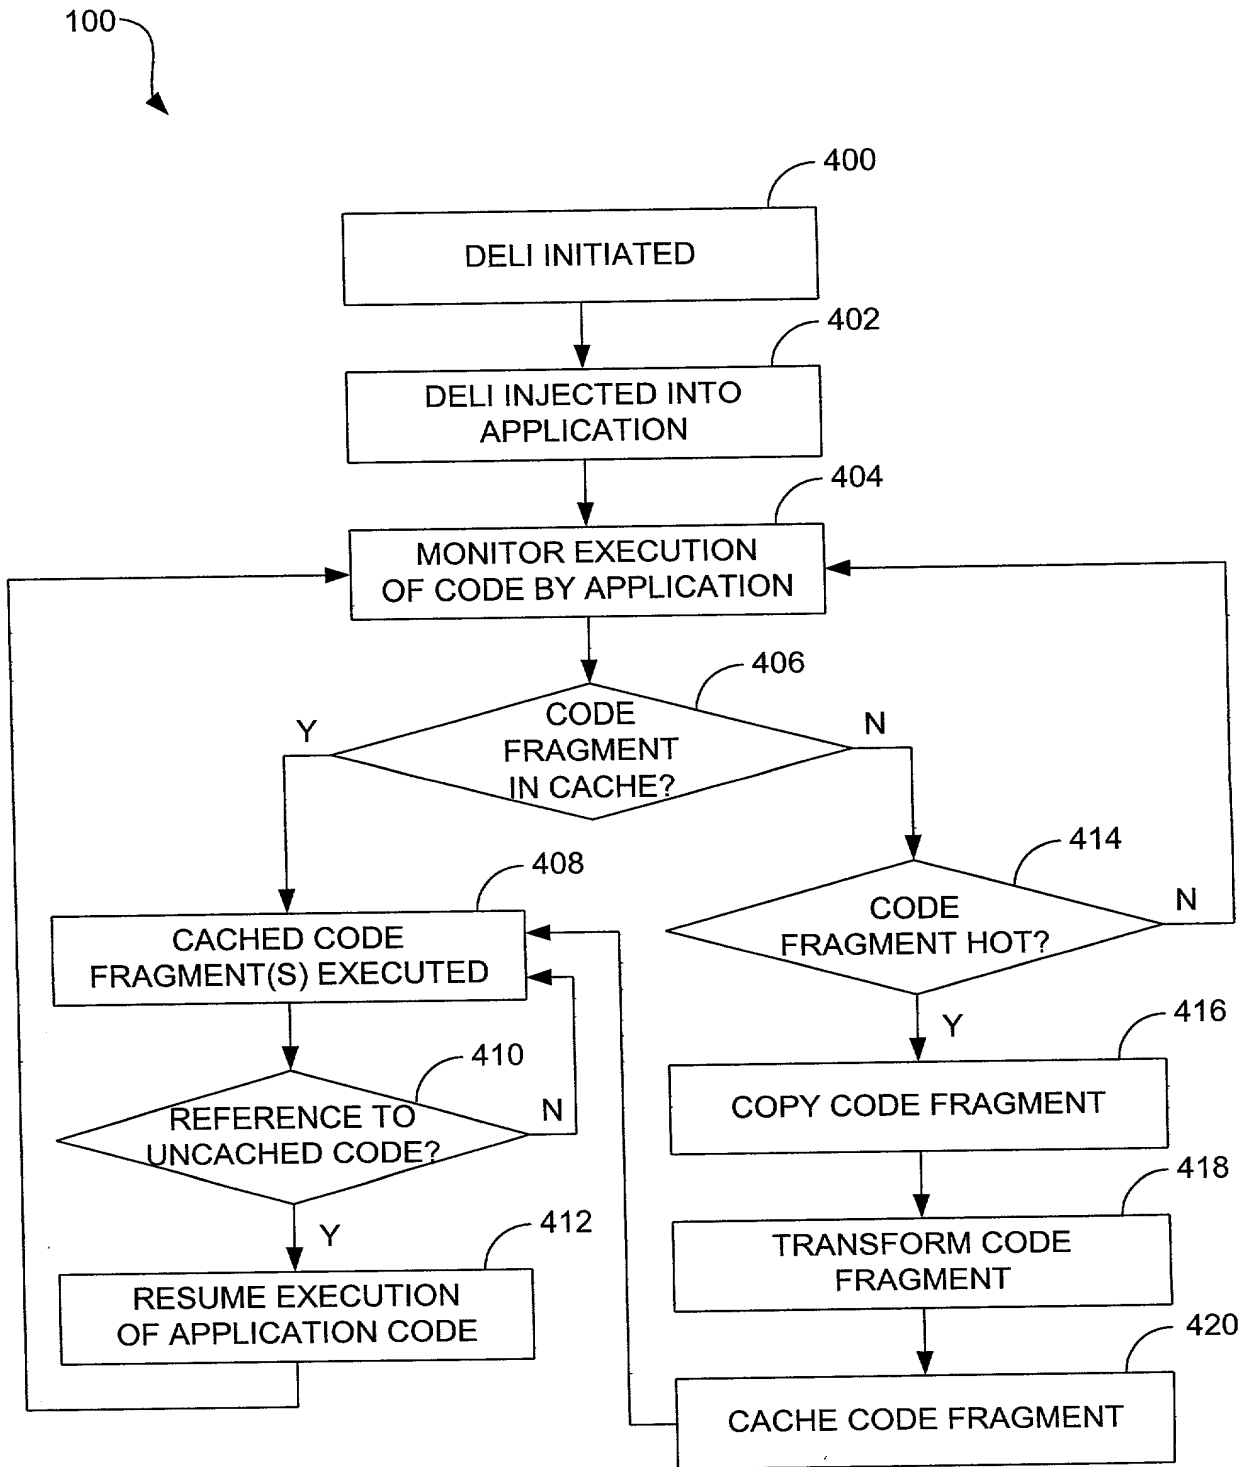 100
400
DELI INITIATED
402
DELI INJECTED INTO
APPLICATION
404
MONITOR EXECUTION
OF CODE BY APPLICATION
406
CODE
FRAGMENT
IN CACHE?
Y
N
408
CACHED CODE
FRAGMENT(S) EXECUTED
414
CODE
FRAGMENT HOT?
N
Y
410
REFERENCE TO
UNCACHED CODE?
N
Y
416
COPY CODE FRAGMENT
412
RESUME EXECUTION
OF APPLICATION CODE
418
TRANSFORM CODE
FRAGMENT
420
CACHE CODE FRAGMENT